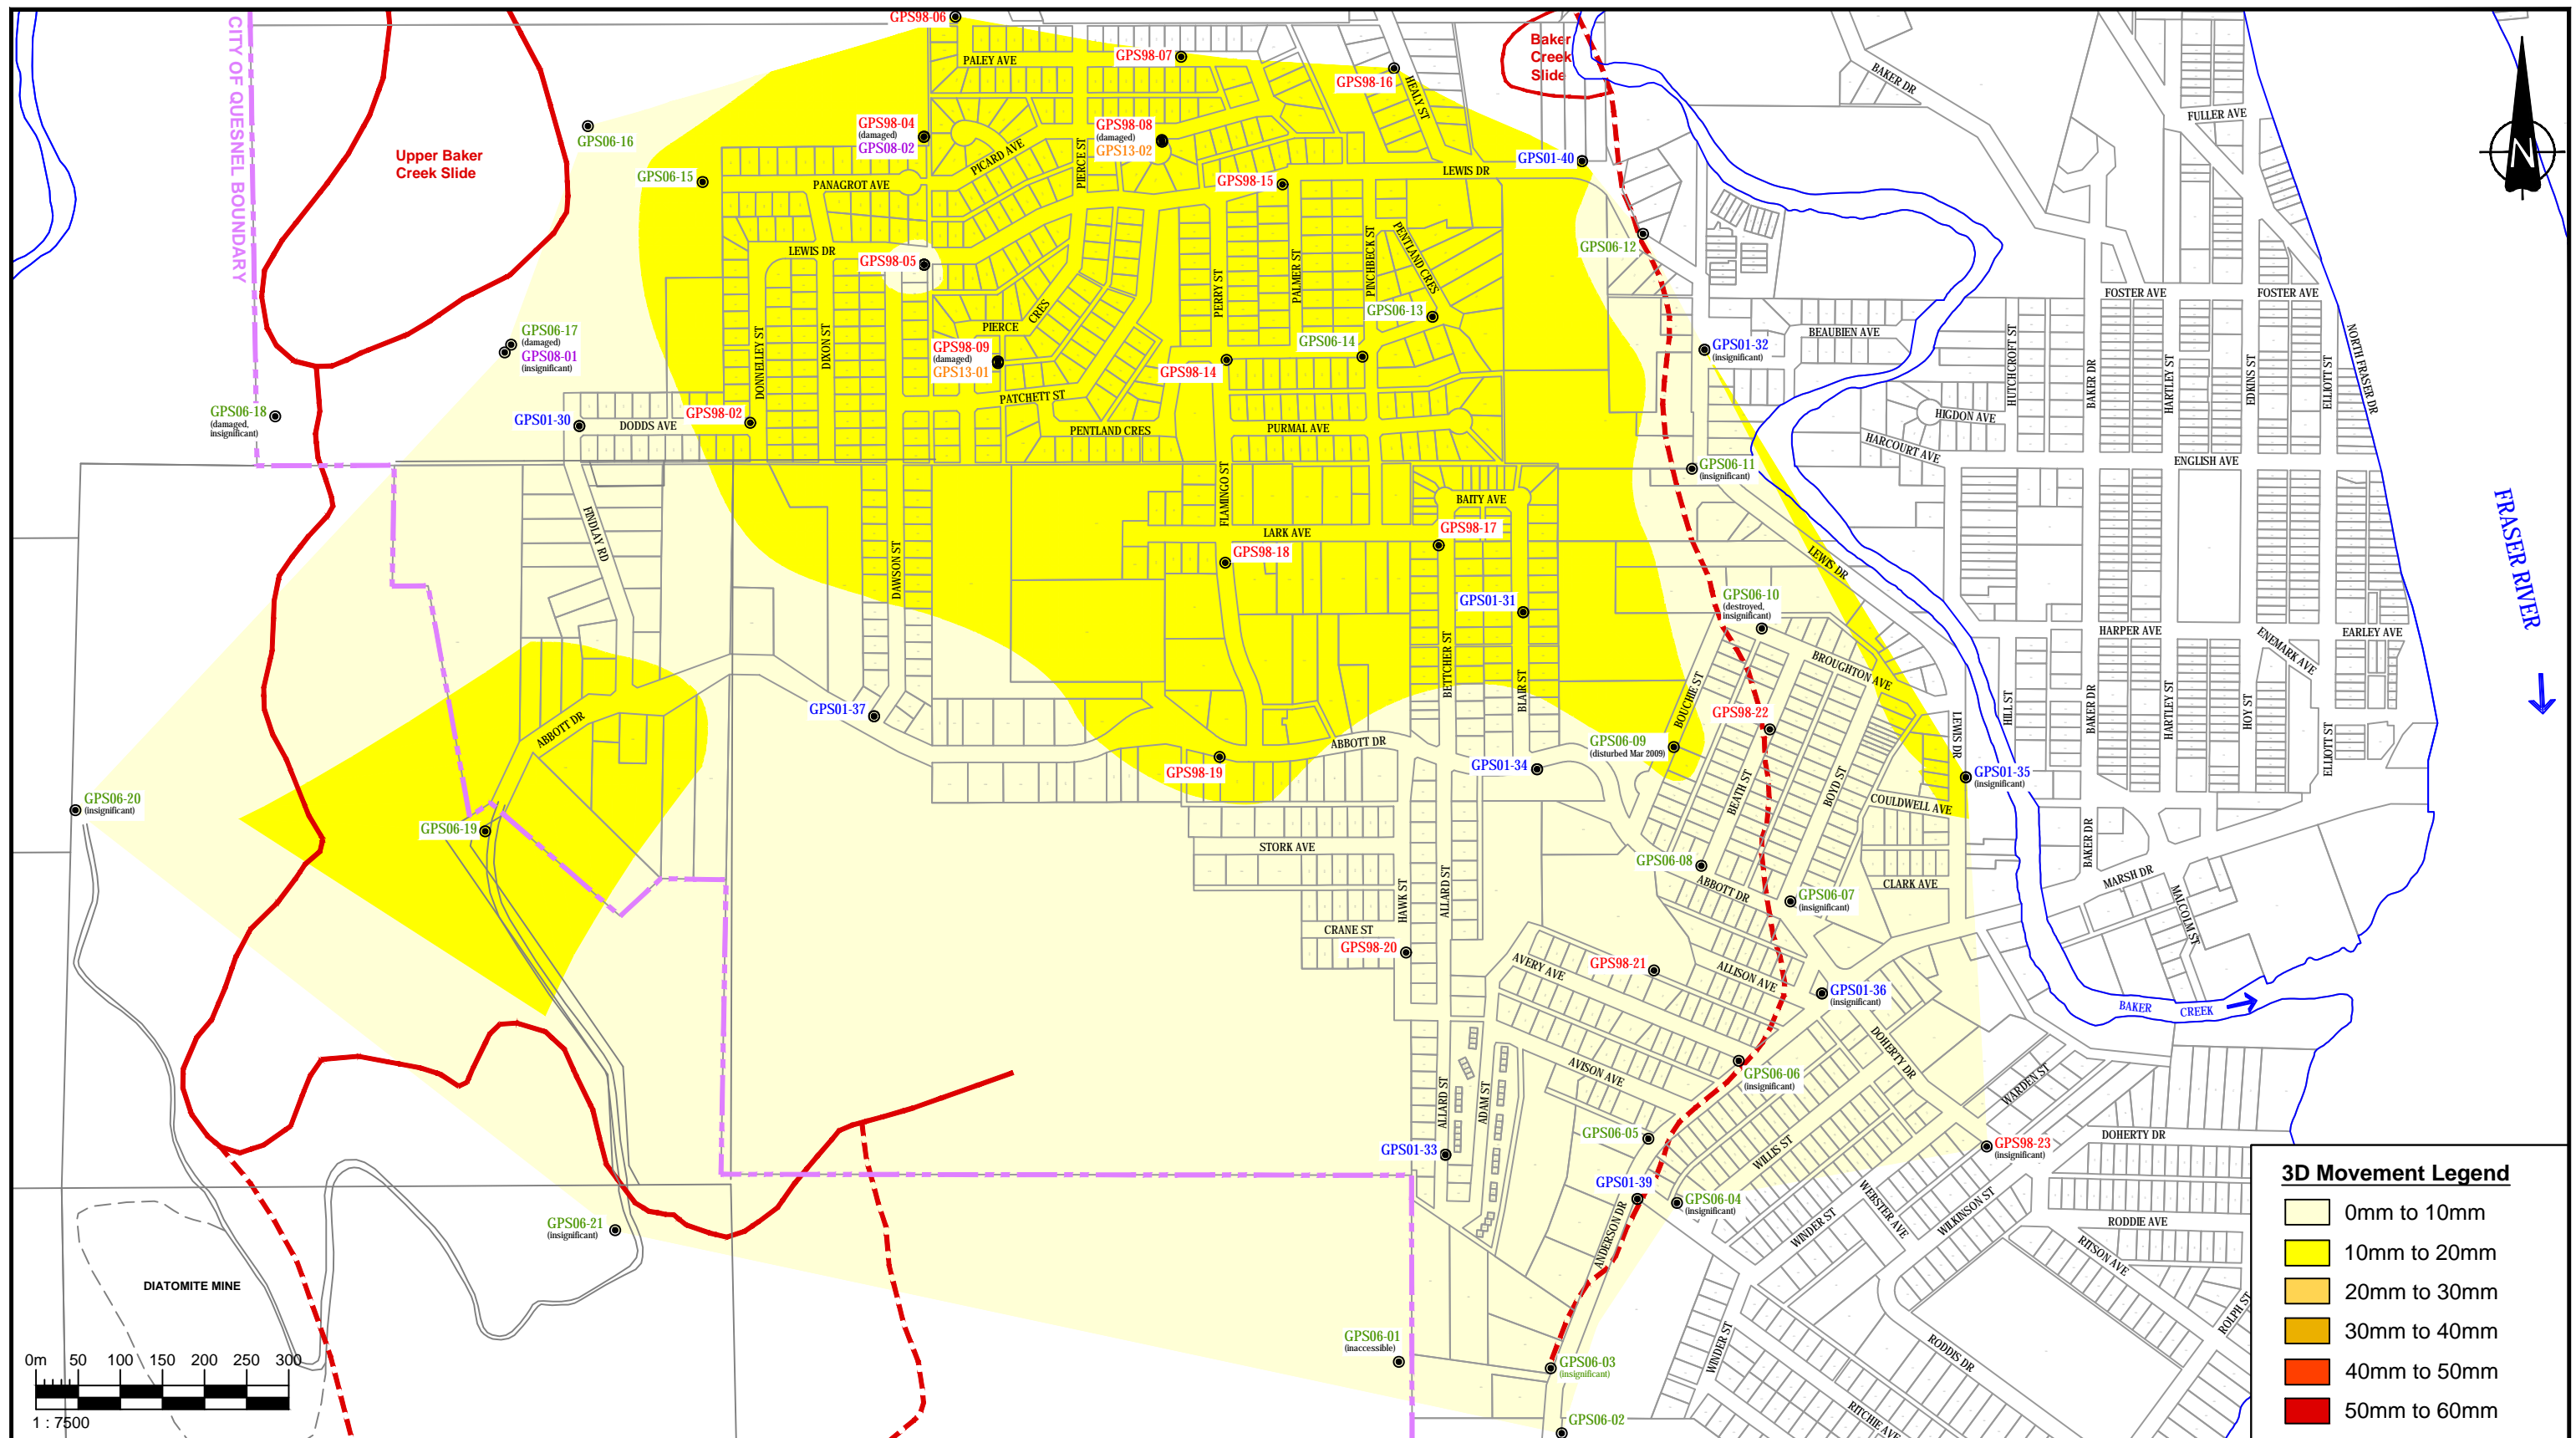 CITY OF QUESNEL BOUNDARY
Upper Baker
Creek Slide
Baker
Creek
Slide
GPS98-06
GPS98-07
GPS98-16
PALEY AVE
HEALY ST
BAKER DR
FULLER AVE
N
GPS06-16
GPS98-04
(damaged)
GPS08-02
GPS98-08
(damaged)
GPS13-02
PICARD AVE
PIERCE ST
GPS01-40
GPS06-15
PANAGROT AVE
GPS98-15
LEWIS DR
GPS06-12
LEWIS DR
GPS98-05
PERRY ST
PALMER ST
PINCHBECK ST
PENTLAND CRES
FOSTER AVE
FOSTER AVE
GPS06-13
GPS06-17
(damaged)
GPS08-01
(insignificant)
PIERCE
CRES
GPS98-09
(damaged)
GPS13-01
GPS06-14
GPS98-14
GPS01-32
(insignificant)
BEAUBIEN AVE
HUTCHCROFT ST
BAKER DR
HARTLEY ST
EDKINS ST
ELLIOTT ST
NORTH FRASER DR
DONNELLEY ST
DIXON ST
PATCHETT ST
GPS06-18
(damaged,
insignificant)
GPS01-30
DODDS AVE
GPS98-02
PENTLAND CRES
PURMAL AVE
HIGDON AVE
HARCOURT AVE
ENGLISH AVE
GPS06-11
(insignificant)
FINDLAY RD
DAWSON ST
FLAMINGO ST
BAITY AVE
LARK AVE
GPS98-17
GPS98-18
LEWIS DR
FRASER RIVER
GPS01-31
GPS06-10
(destroyed,
insignificant)
HARPER AVE
EARLEY AVE
ENEMARK AVE
BETTCHER ST
BLAIR ST
BOUCHIE ST
BROUGHTON AVE
GPS01-37
ABBOTT DR
GPS98-22
LEWIS DR
HILL ST
BAKER DR
HARTLEY ST
HOY ST
ELLIOTT ST
ABBOTT DR
GPS06-09
(disturbed Mar 2009)
GPS98-19
GPS01-34
GPS01-35
(insignificant)
BEATH ST
BOYD ST
COULDWELL AVE
GPS06-20
(insignificant)
GPS06-19
STORK AVE
GPS06-08
BAKER DR
MARSH DR
CLARK AVE
ABBOTT DR
GPS06-07
(insignificant)
HAWK ST
ALLARD ST
MALCOLM ST
CRANE ST
GPS98-20
AVERY AVE
GPS98-21
ALLISON AVE
GPS01-36
(insignificant)
BAKER
CREEK
DOHERTY DR
AVISON AVE
GPS06-06
(insignificant)
WARDEN ST
ALLARD ST
ADAM ST
GPS06-05
GPS01-33
WILLIS ST
GPS98-23
(insignificant)
DOHERTY DR
GPS01-39
GPS06-04
(insignificant)
WEBSTER AVE
WILKINSON ST
WINDER ST
ANDERSON DR
RODDIE AVE
RITSON AVE
GPS06-21
(insignificant)
DIATOMITE MINE
ROLPH ST
WINDER ST
RODDIS DR
GPS06-01
(inaccessible)
GPS06-03
(insignificant)
GPS06-02
RITCHIE AVE
0m 50 100 150 200 250 300
1 : 7500
3D Movement Legend
0mm to 10mm
10mm to 20mm
20mm to 30mm
30mm to 40mm
40mm to 50mm
50mm to 60mm